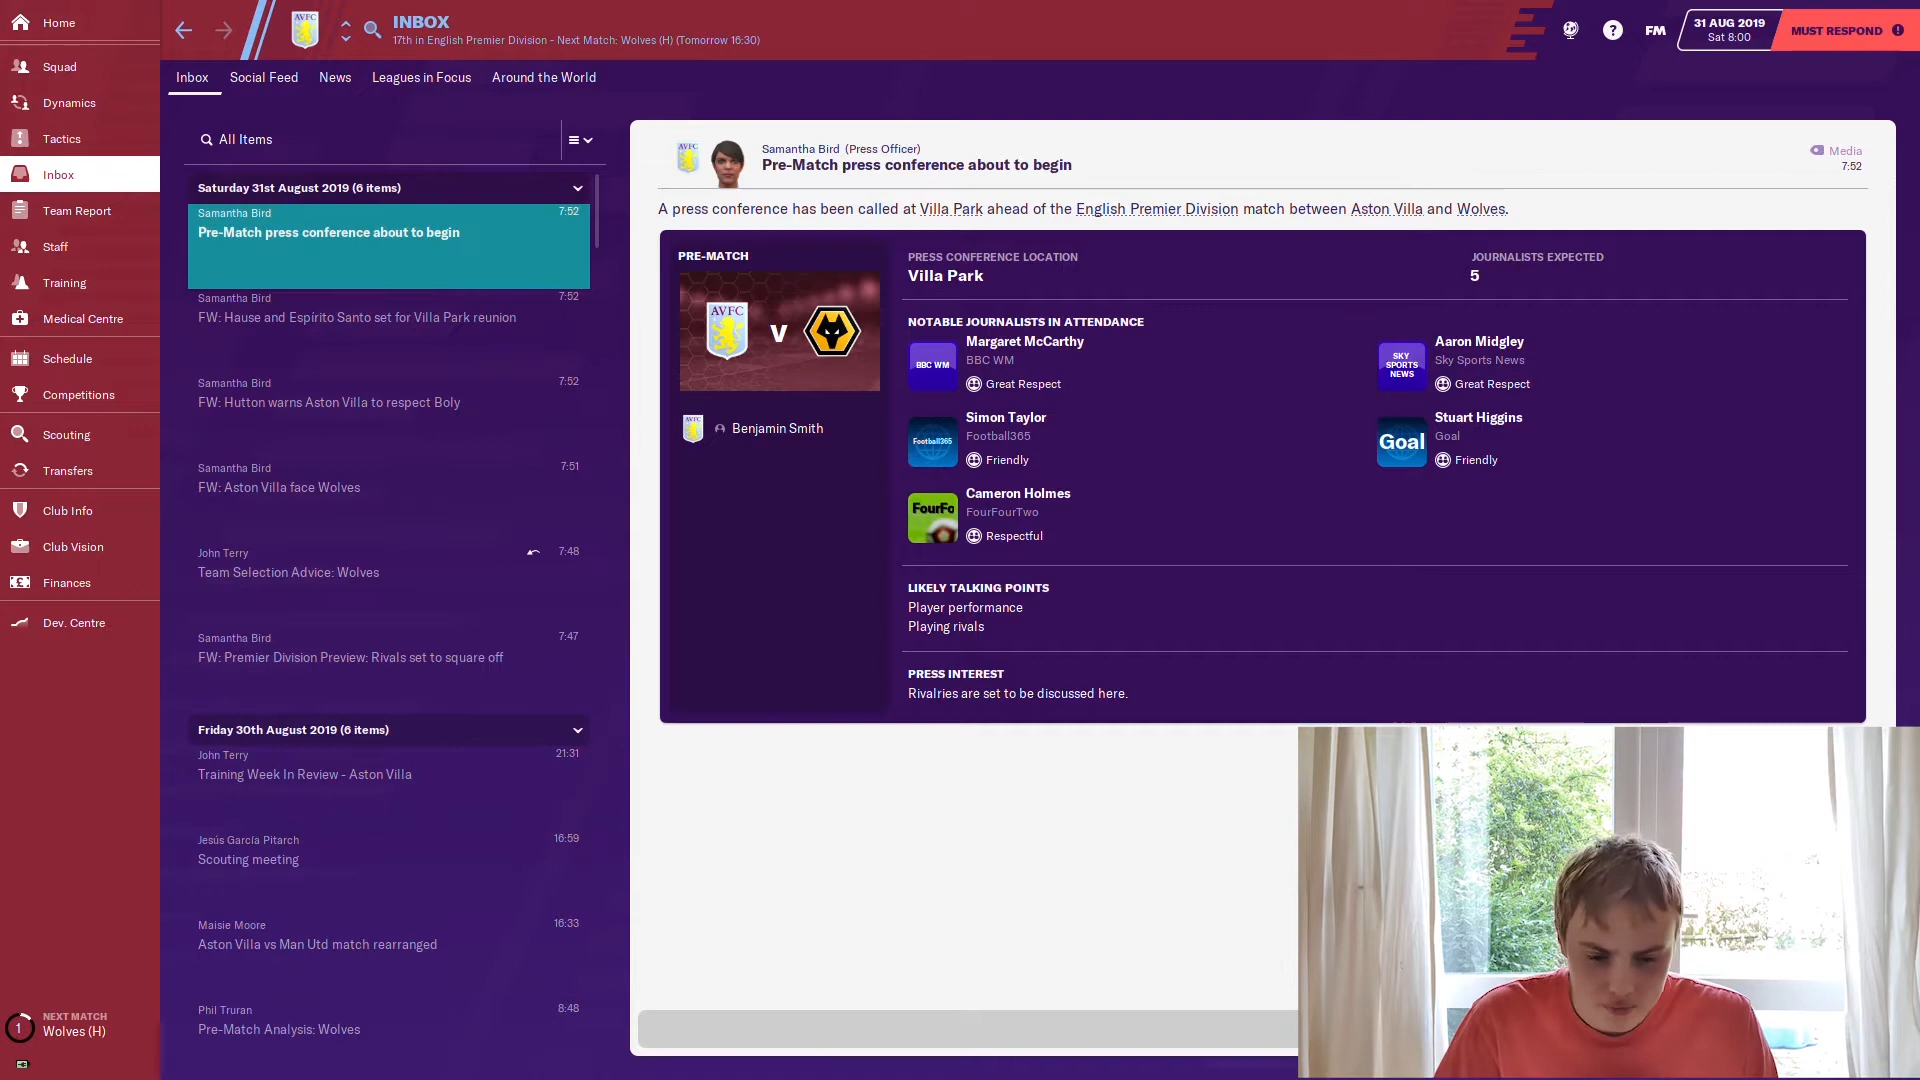 Home
Squad
Dynamics
Tactics
Inbox
Team Report
Staff
Training
Medical Centre
Schedule
Competitions
Scouting
Transfers
Club Info
Club Vision
Finances
Dev. Centre
1
NEXT MATCH
Wolves (H)
AVFC
INBOX
17th in English Premier Division - Next Match: Wolves (H) (Tomorrow 16:30)
?
FM
31 AUG 2019
Sat 8:00
MUST RESPOND
Inbox
Social Feed
News
Leagues in Focus
Around the World
All Items
Saturday 31st August 2019 (6 items)
Samantha Bird 7:52
Pre-Match press conference about to begin
Samantha Bird 7:52
FW: Hause and Espírito Santo set for Villa Park reunion
Samantha Bird 7:52
FW: Hutton warns Aston Villa to respect Boly
Samantha Bird 7:51
FW: Aston Villa face Wolves
John Terry 7:48
Team Selection Advice: Wolves
Samantha Bird 7:47
FW: Premier Division Preview: Rivals set to square off
Friday 30th August 2019 (6 items)
John Terry 21:31
Training Week In Review - Aston Villa
Jesús García Pitarch 16:59
Scouting meeting
Maisie Moore 16:33
Aston Villa vs Man Utd match rearranged
Phil Truran 8:48
Pre-Match Analysis: Wolves
AVFC
Samantha Bird (Press Officer)
Pre-Match press conference about to begin
Media
7:52
A press conference has been called at Villa Park ahead of the English Premier Division match between Aston Villa and Wolves.
PRE-MATCH
AVFC
V
Benjamin Smith
PRESS CONFERENCE LOCATION
Villa Park
JOURNALISTS EXPECTED
5
NOTABLE JOURNALISTS IN ATTENDANCE
BBC WM
Margaret McCarthy
BBC WM
Great Respect
SKY
SPORTS
NEWS
Aaron Midgley
Sky Sports News
Great Respect
Football365
Simon Taylor
Football365
Friendly
Goal
Stuart Higgins
Goal
Friendly
FourFo
Cameron Holmes
FourFourTwo
Respectful
LIKELY TALKING POINTS
Player performance
Playing rivals
PRESS INTEREST
Rivalries are set to be discussed here.